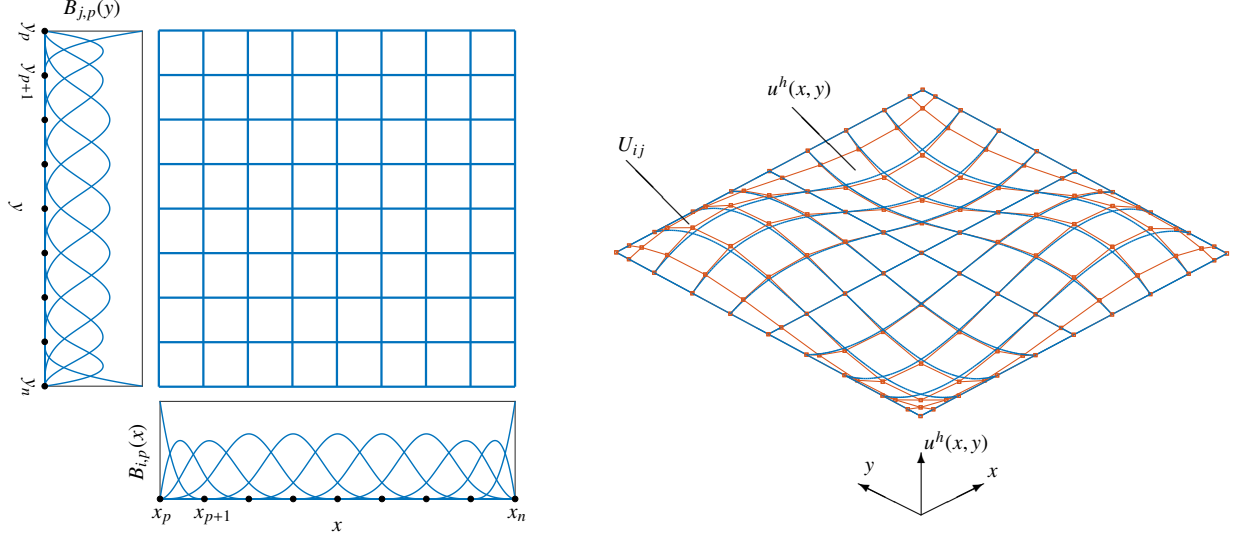 B_{j,p}(y)
y_p
y_{p+1}
y
y_n
B_{i,p}(x)
x_p
x_{p+1}
x_n
x
u^h(x, y)
U_{ij}
u^h(x, y)
y
x